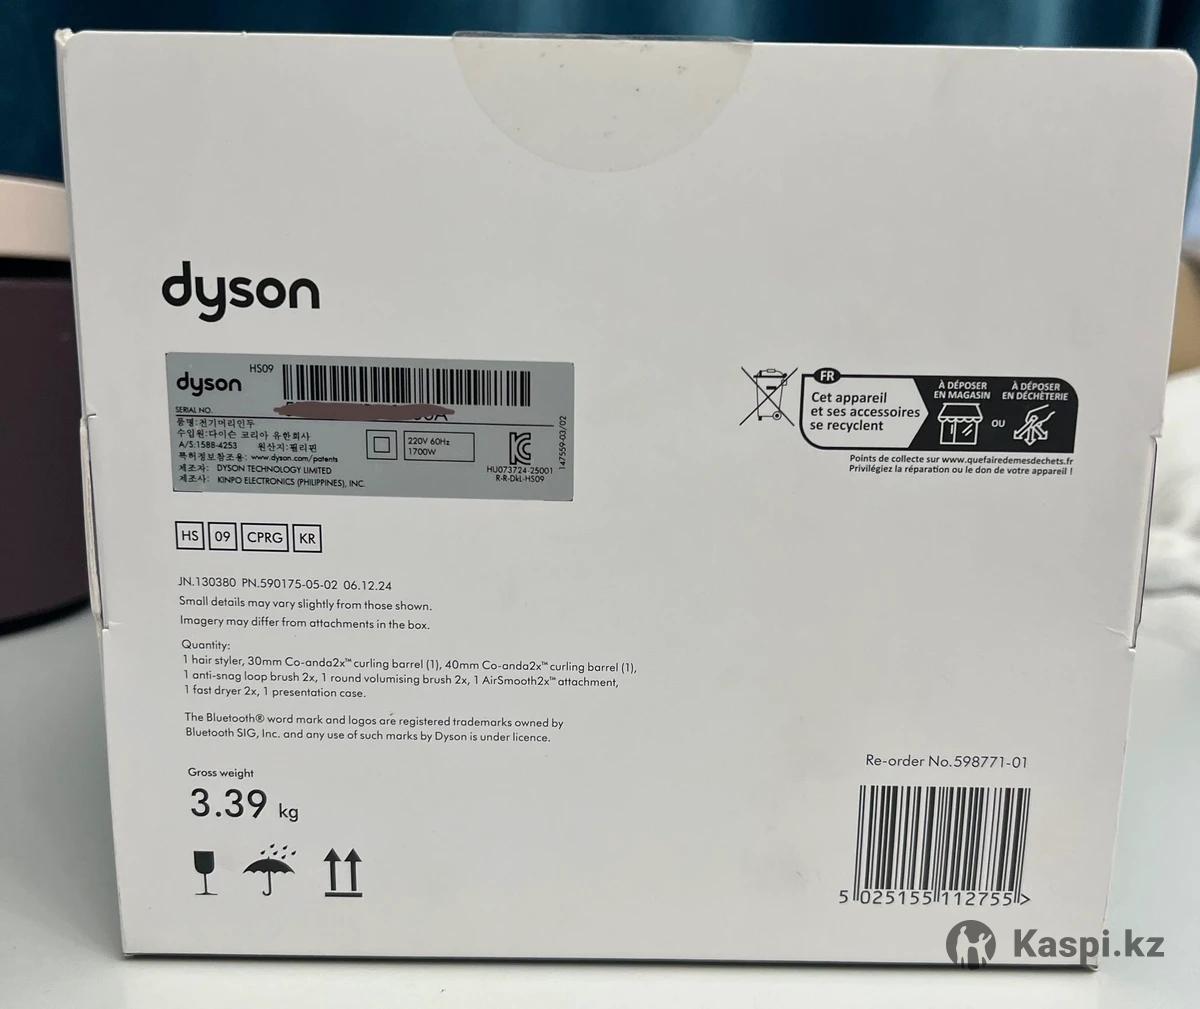 dyson
dyson
HS09
SERIAL NO.
품명:전기머리인두
수입원:다이슨 코리아 유한회사
A/S:1588-4253 원산지:필리핀
특허정보참조용: www.dyson.com/patents
제조자: DYSON TECHNOLOGY LIMITED
제조사: KINPO ELECTRONICS (PHILIPPINES), INC.
220V 60Hz
1700W
HU073724-25001
R-R-DkL-HS09
147559-03/02
FR
Cet appareil
et ses accessoires
se recyclent
À DÉPOSER
EN MAGASIN
OU
À DÉPOSER
EN DÉCHÈTERIE
Points de collecte sur www.quefairedemesdechets.fr
Privilégiez la réparation ou le don de votre appareil !
HS 09 CPRG KR
JN.130380 PN.590175-05-02 06.12.24
Small details may vary slightly from those shown.
Imagery may differ from attachments in the box.
Quantity:
1 hair styler, 30mm Co-anda2x™ curling barrel (1), 40mm Co-anda2x™ curling barrel (1),
1 anti-snag loop brush 2x, 1 round volumising brush 2x, 1 AirSmooth2x™ attachment,
1 fast dryer 2x, 1 presentation case.
The Bluetooth® word mark and logos are registered trademarks owned by
Bluetooth SIG, Inc. and any use of such marks by Dyson is under licence.
Gross weight
3.39 kg
Re-order No.598771-01
5 025155 112755 >
Kaspi.kz